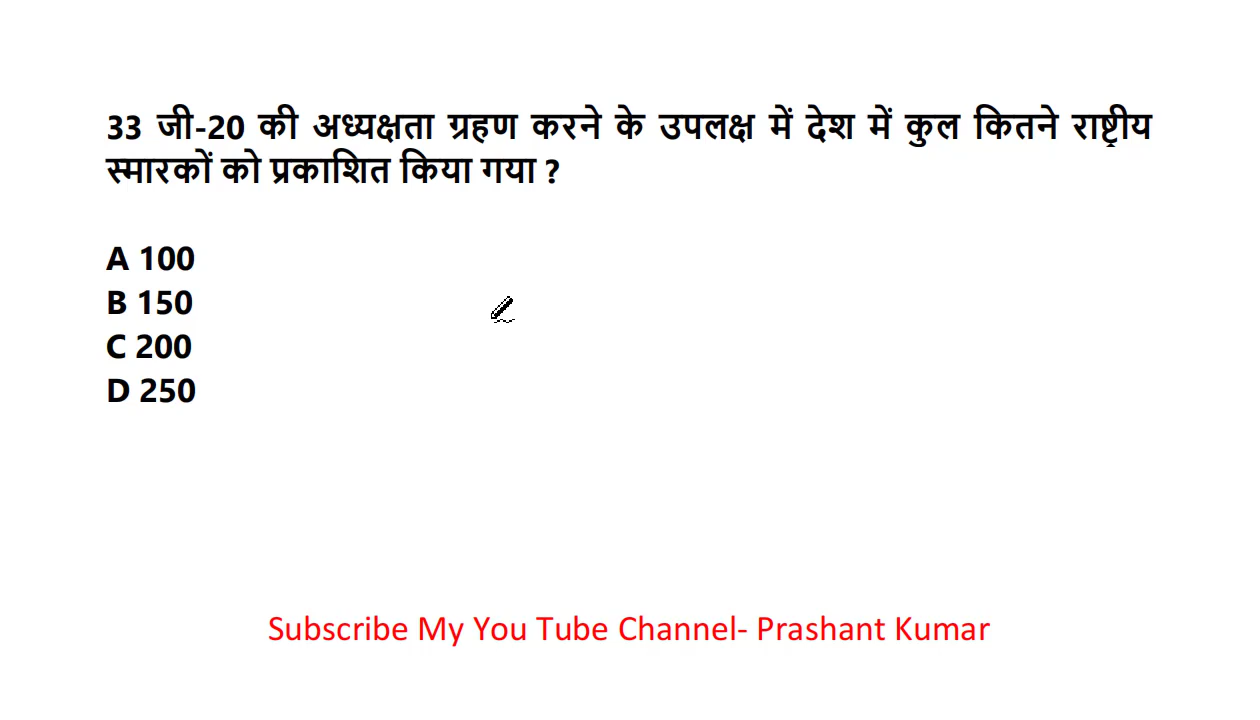 33 जी-20 की अध्यक्षता ग्रहण करने के उपलक्ष में देश में कुल कितने राष्ट्रीय
स्मारकों को प्रकाशित किया गया ?
A 100
B 150
C 200
D 250
Subscribe My You Tube Channel- Prashant Kumar